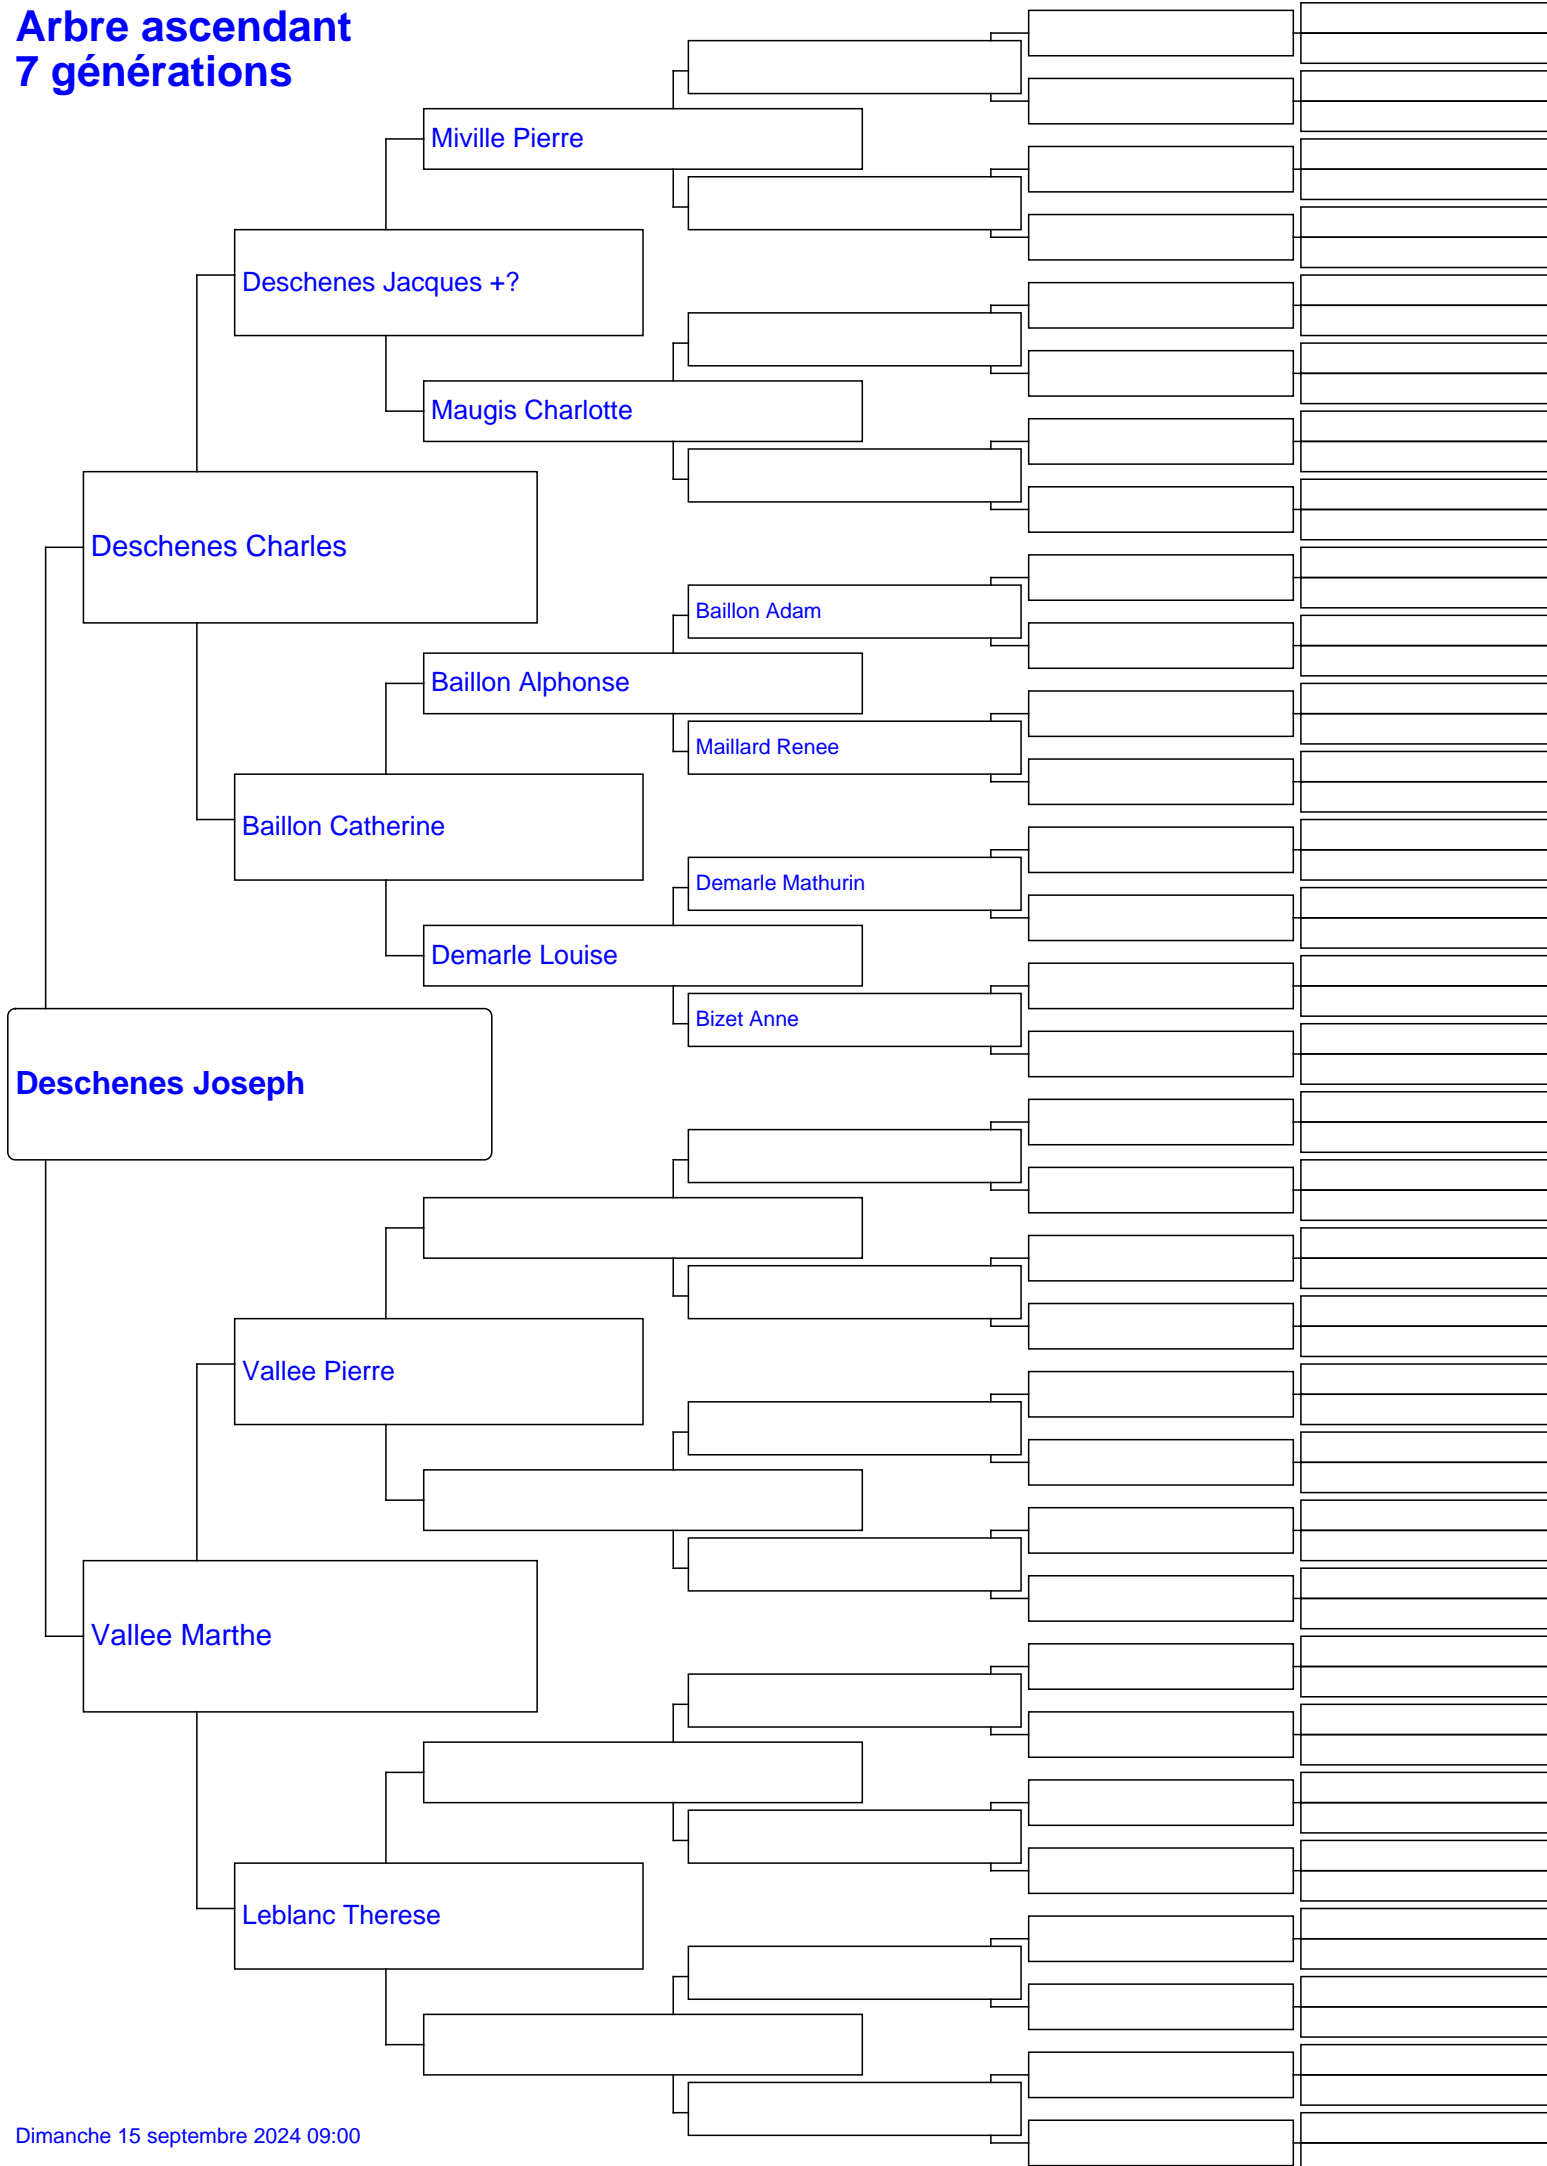 Arbre ascendant
7 générations
Miville Pierre
Deschenes Jacques +?
Maugis Charlotte
Deschenes Charles
Baillon Adam
Baillon Alphonse
Maillard Renee
Baillon Catherine
Demarle Mathurin
Demarle Louise
Bizet Anne
Deschenes Joseph
Vallee Pierre
Vallee Marthe
Leblanc Therese
Dimanche 15 septembre 2024 09:00